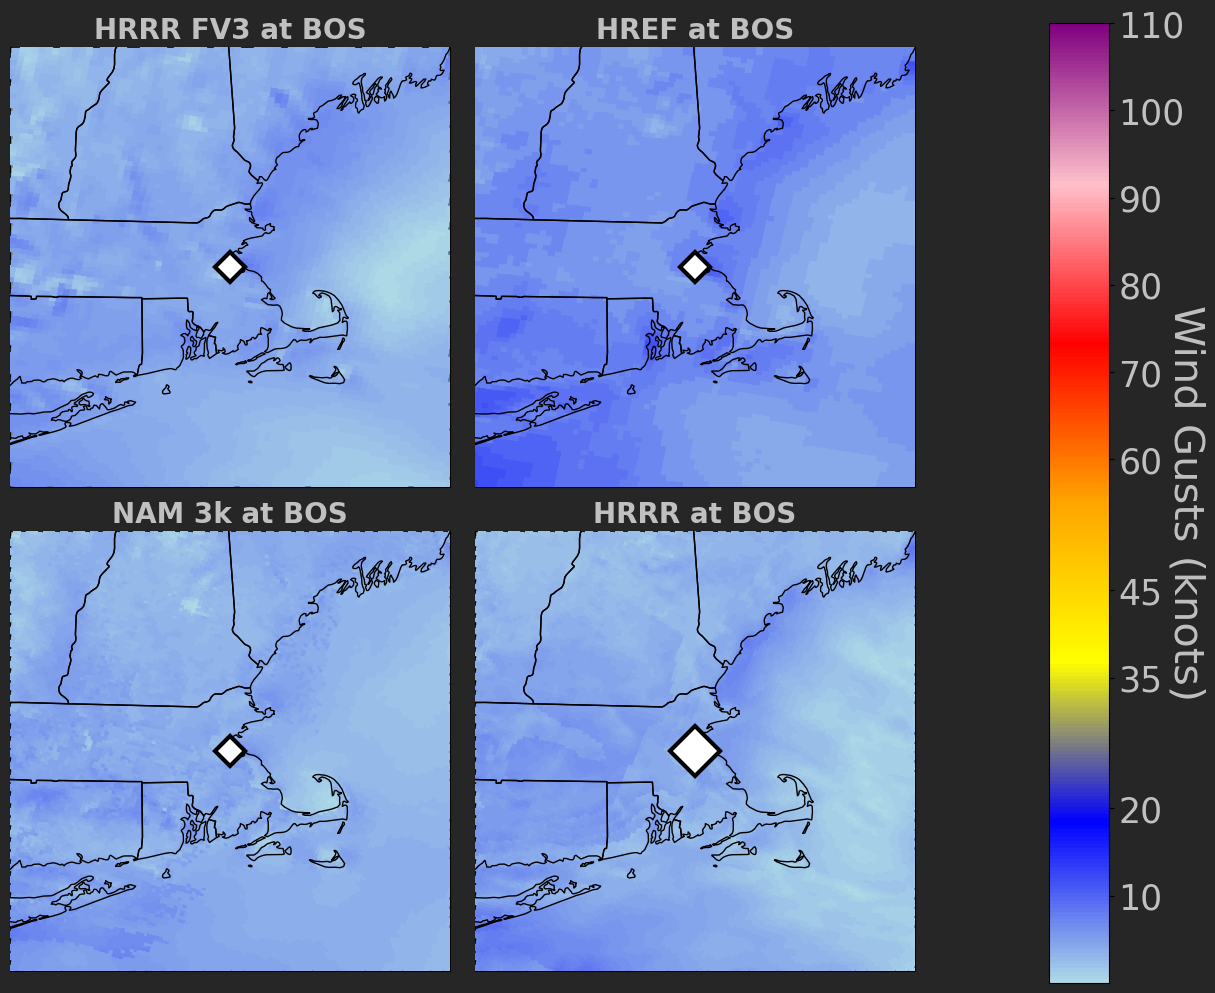 HRRR FV3 at BOS
HREF at BOS
NAM 3k at BOS
HRRR at BOS
110
100
90
80
70
60
45
35
20
10
Wind Gusts (knots)